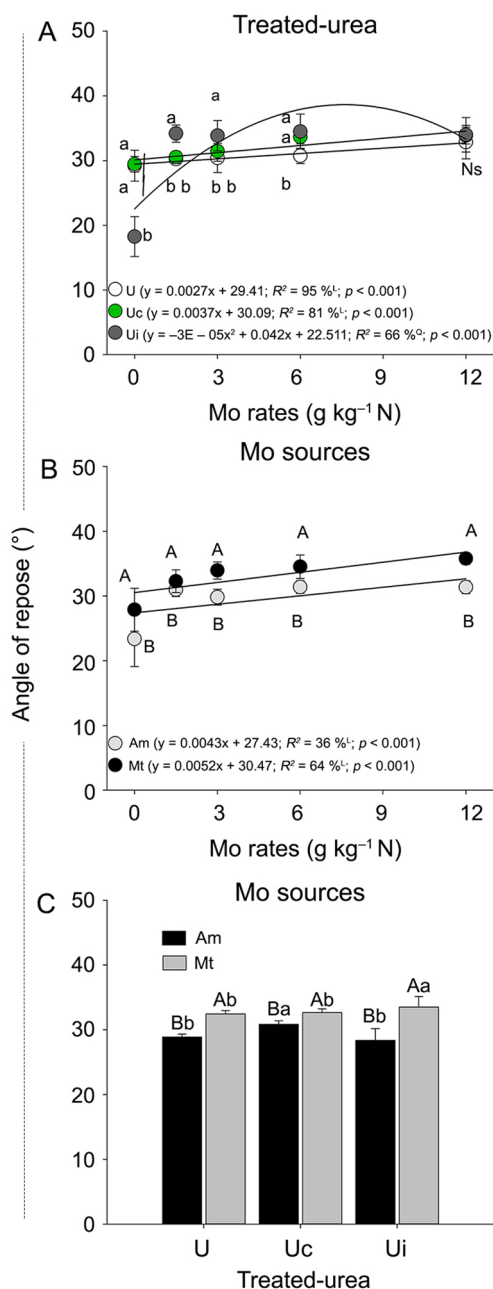 A
Treated-urea
50
40
30
20
10
0
a
a
a
a
a
a
b b
b b
b
b
Ns
U (y = 0.0027x + 29.41; R² = 95 %ᴸ; p < 0.001)
Uc (y = 0.0037x + 30.09; R² = 81 %ᴸ; p < 0.001)
Ui (y = –3E – 05x² + 0.042x + 22.511; R² = 66 %Q; p < 0.001)
0 3 6 9 12
Mo rates (g kg⁻¹ N)
Angle of repose (°)
B
Mo sources
50
40
30
20
10
0
A A A A A
B B B B B
Am (y = 0.0043x + 27.43; R² = 36 %ᴸ; p < 0.001)
Mt (y = 0.0052x + 30.47; R² = 64 %ᴸ; p < 0.001)
0 3 6 9 12
Mo rates (g kg⁻¹ N)
C
Mo sources
50
40
30
20
10
0
Am
Mt
Bb Ab Ba Ab Bb Aa
U Uc Ui
Treated-urea